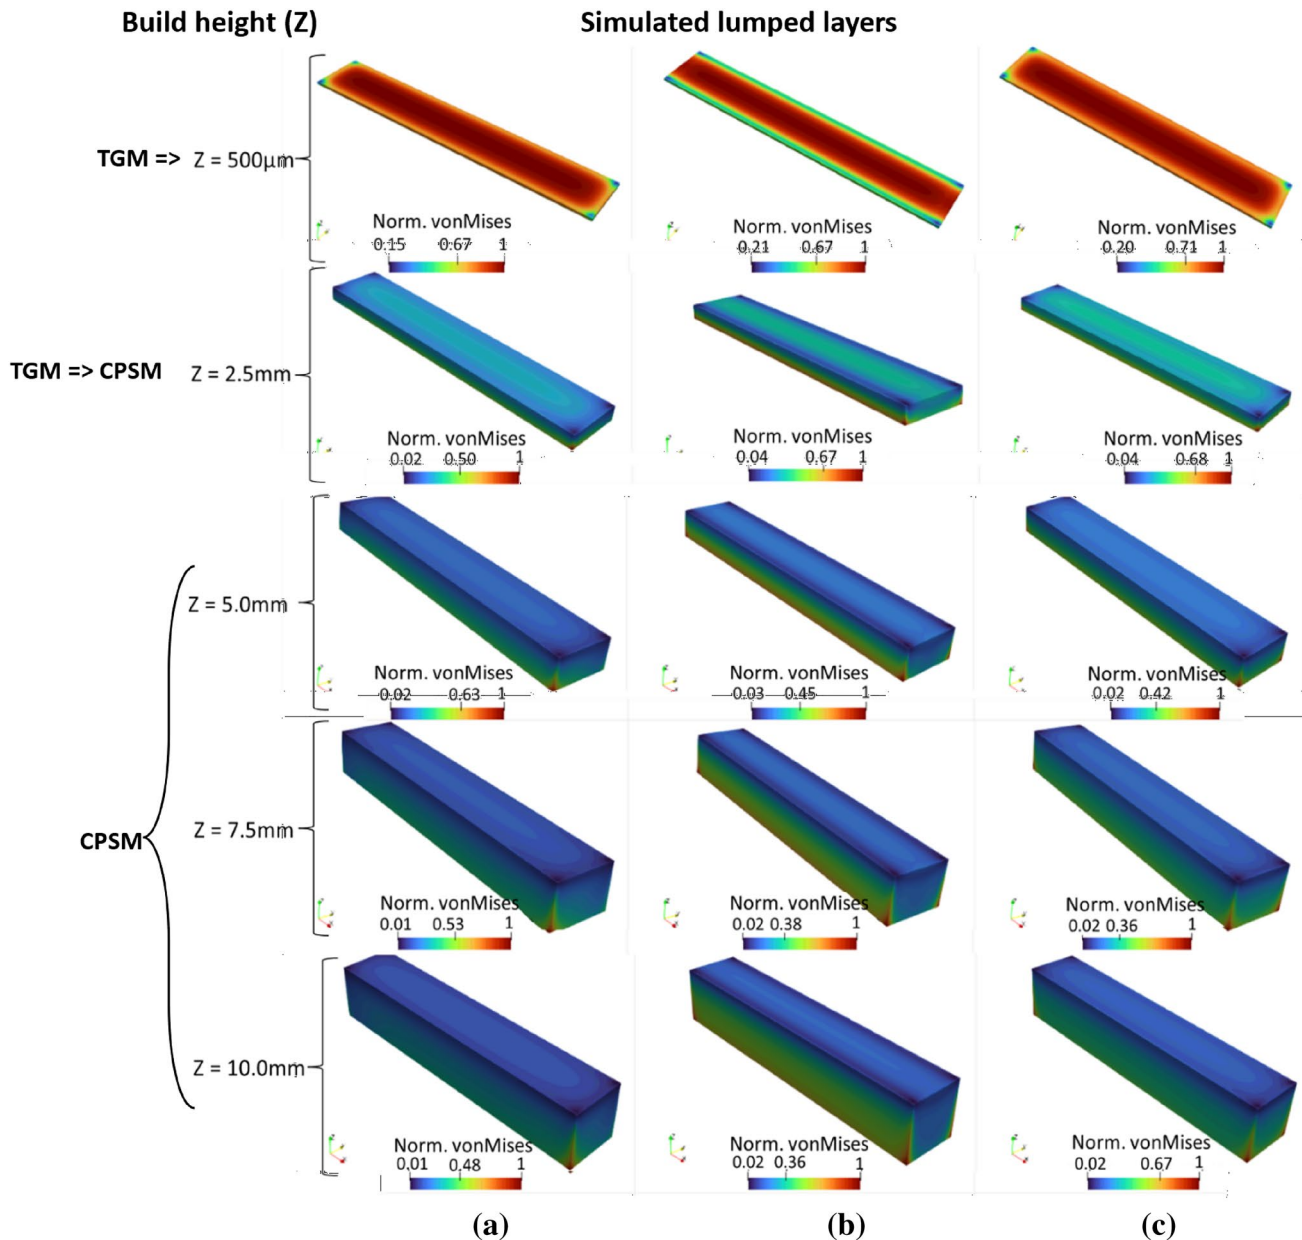 Build height (Z) Simulated lumped layers
TGM => Z = 500μm
Norm. vonMises Norm. vonMises Norm. vonMises
0.15 0.67 1 0.21 0.67 1 0.20 0.71 1
TGM => CPSM Z = 2.5mm
Norm. vonMises Norm. vonMises Norm. vonMises
0.02 0.50 1 0.04 0.67 1 0.04 0.68 1
Z = 5.0mm
Norm. vonMises Norm. vonMises Norm. vonMises
0.02 0.63 1 0.03 0.45 1 0.02 0.42 1
CPSM Z = 7.5mm
Norm. vonMises Norm. vonMises Norm. vonMises
0.01 0.53 1 0.02 0.38 1 0.02 0.36 1
Z = 10.0mm
Norm. vonMises Norm. vonMises Norm. vonMises
0.01 0.48 1 0.02 0.36 1 0.02 0.67 1
(a) (b) (c)